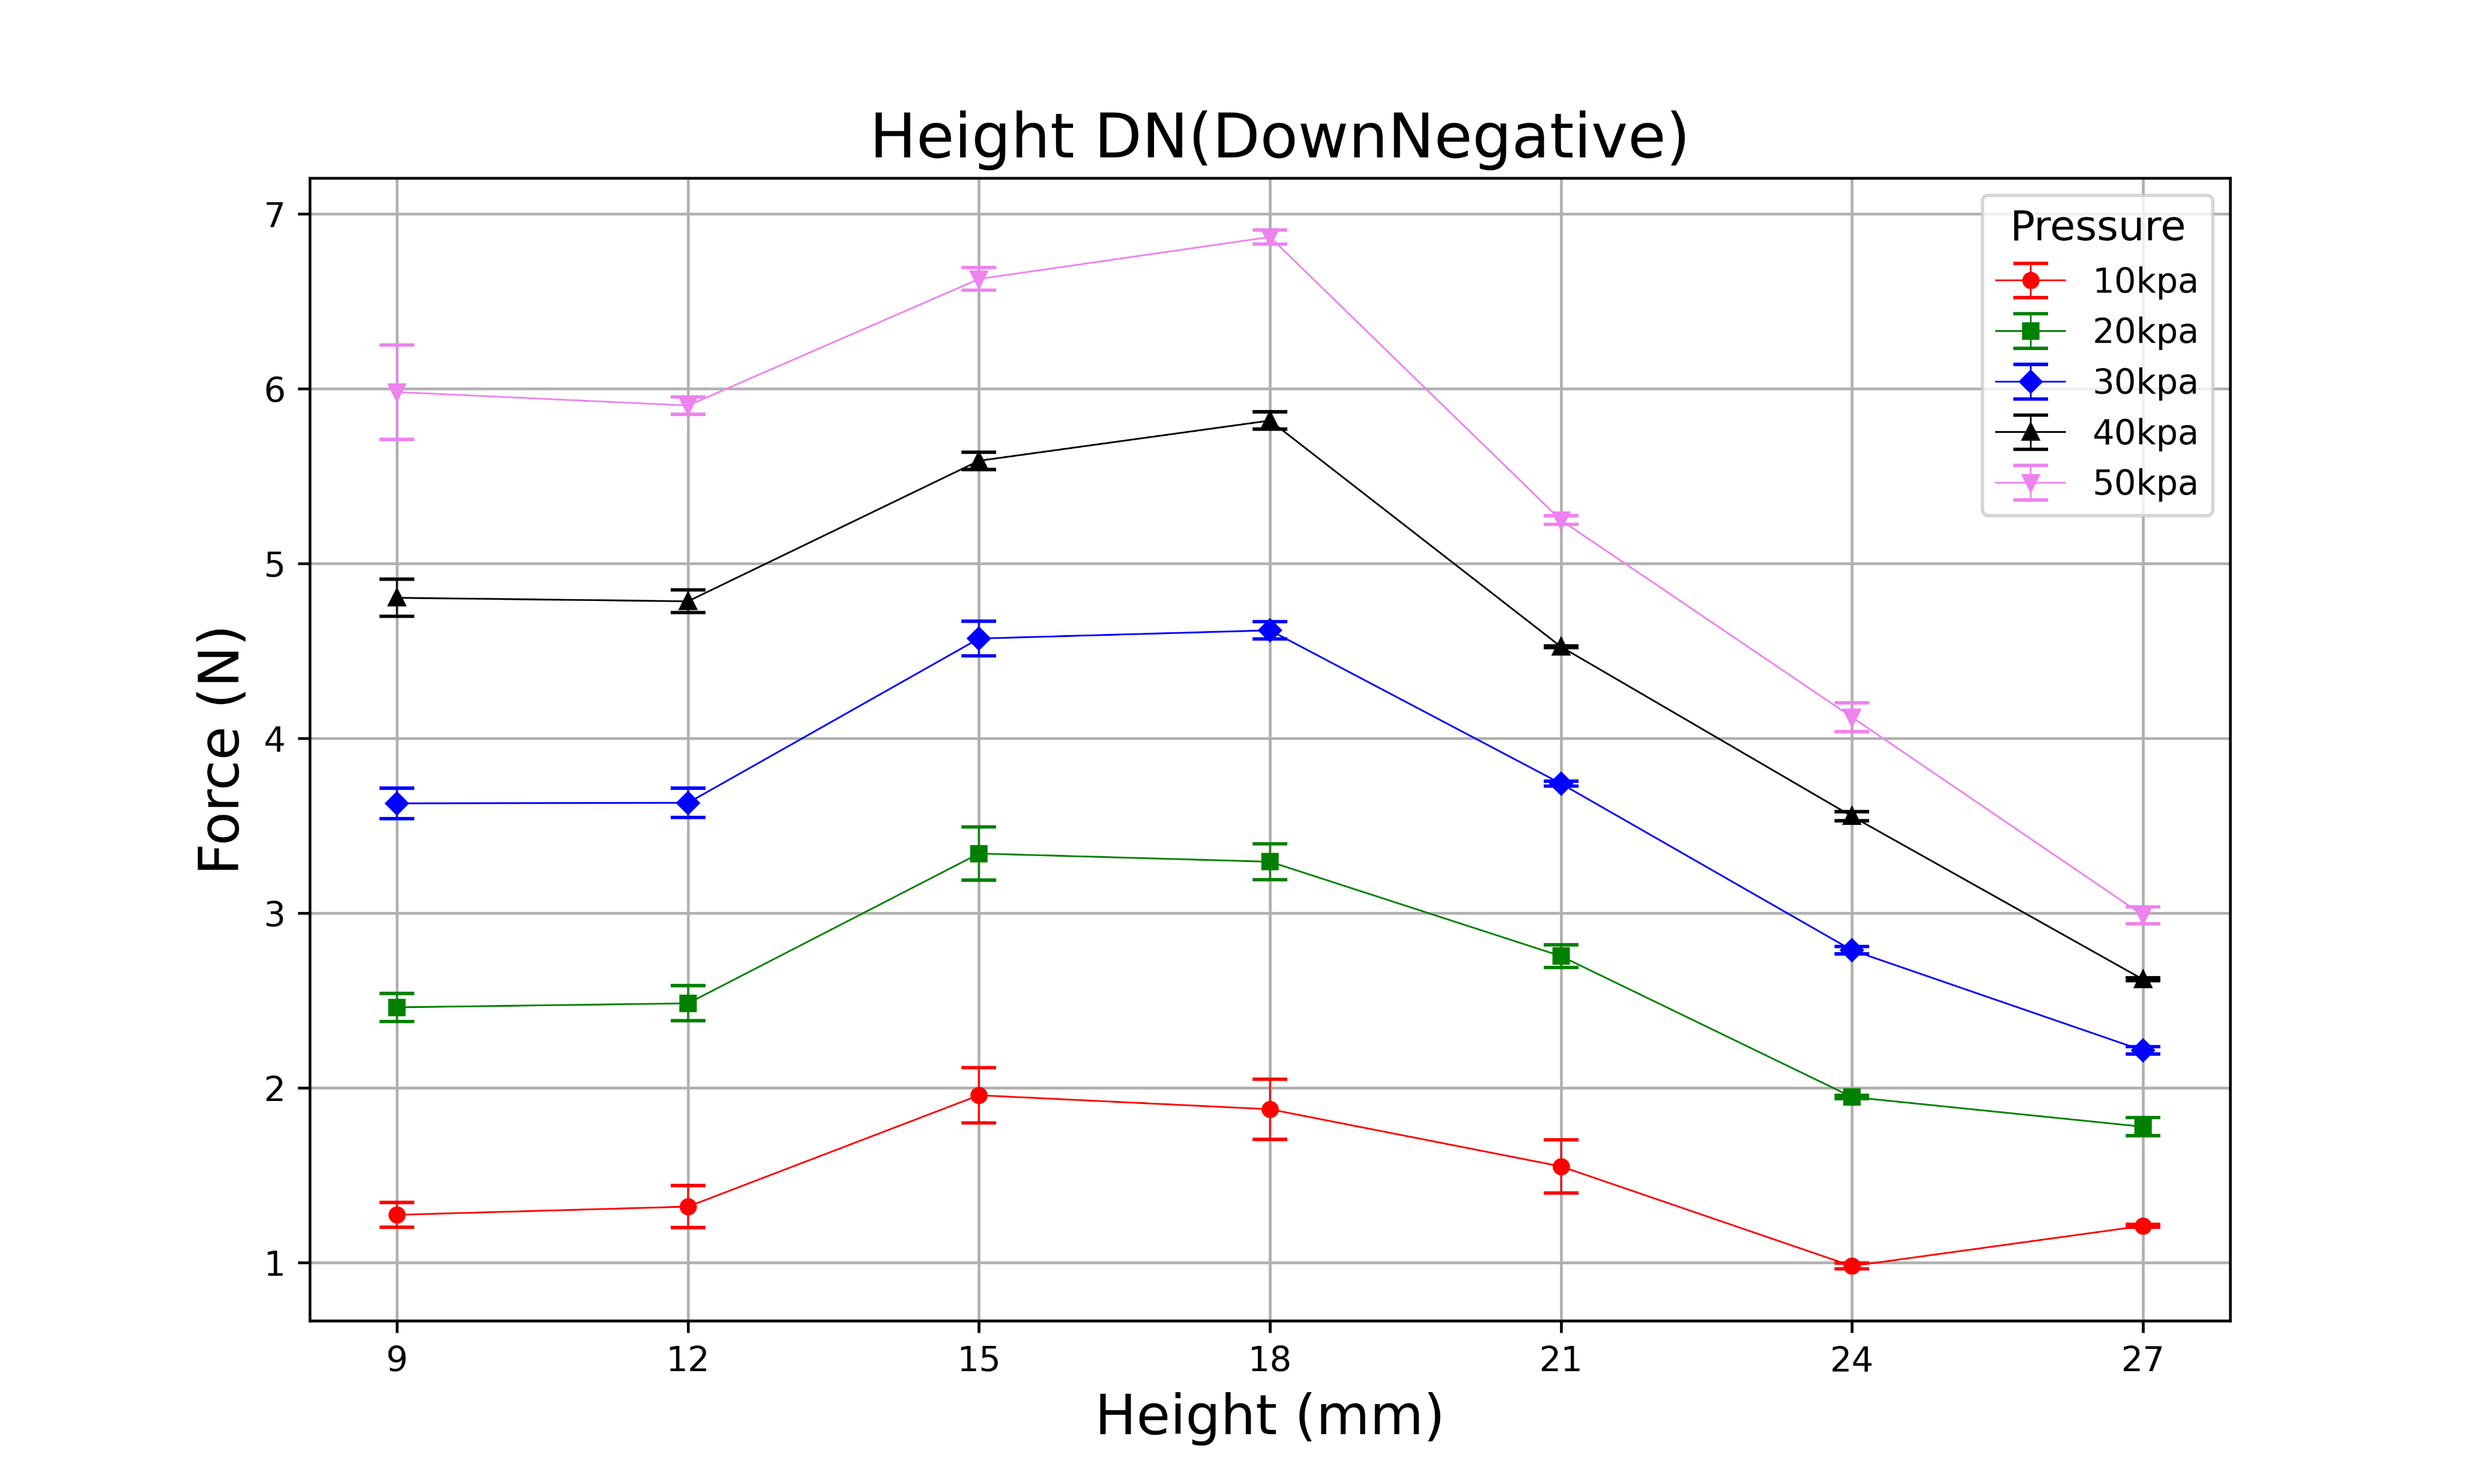 Height DN(DownNegative)
Pressure
10kpa
20kpa
30kpa
40kpa
50kpa
7
6
5
4
3
2
1
Force (N)
9 12 15 18 21 24 27
Height (mm)